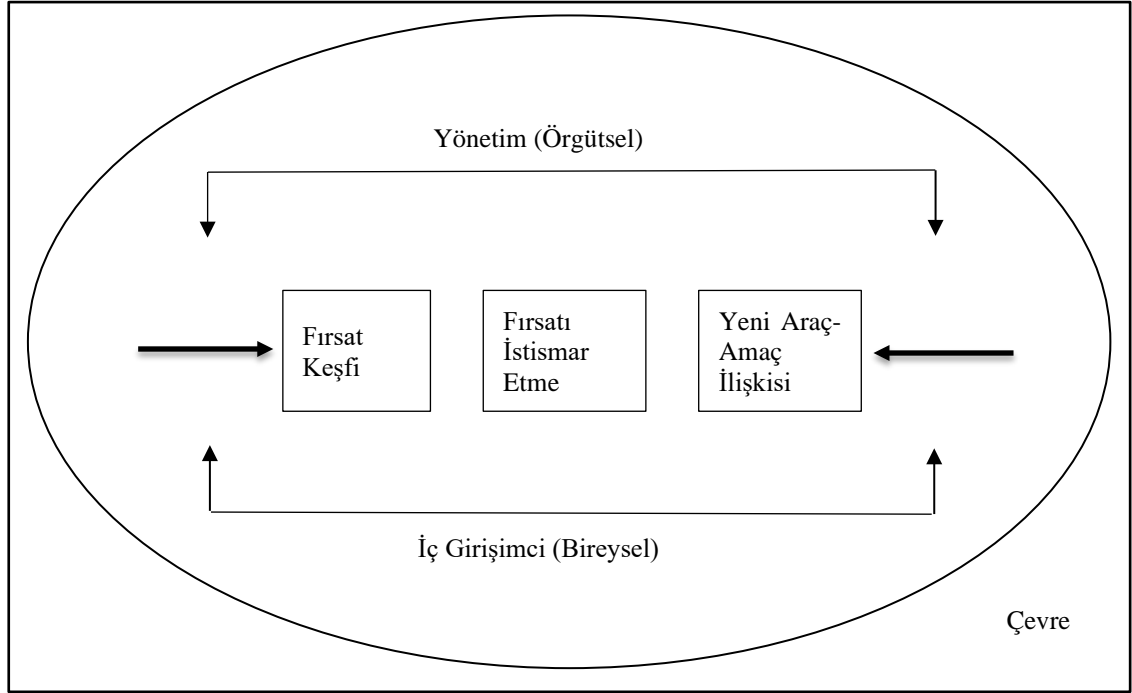 Yönetim (Örgütsel)
Fırsat
Keşfi
Fırsatı
İstismar
Etme
Yeni Araç-
Amaç
İlişkisi
İç Girişimci (Bireysel)
Çevre